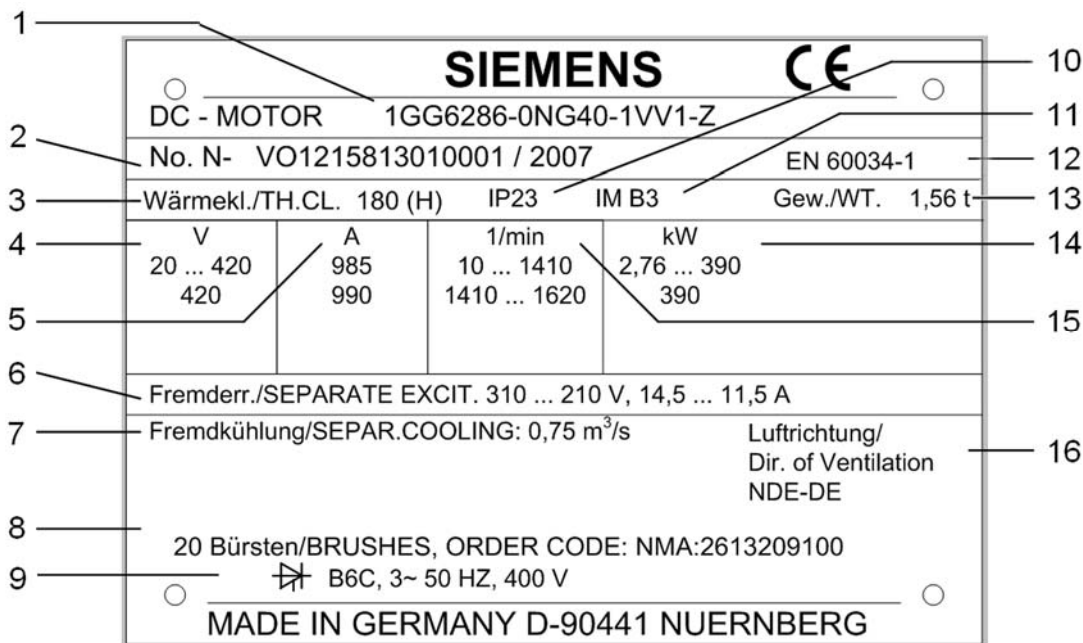 1
SIEMENS CE
10
DC - MOTOR 1GG6286-0NG40-1VV1-Z
11
2
No. N- VO1215813010001 / 2007 EN 60034-1
12
3
Wärmekl./TH.CL. 180 (H) IP23 IM B3 Gew./WT. 1,56 t
13
4
V A 1/min kW
14
20 ... 420 985 10 ... 1410 2,76 ... 390
420 990 1410 ... 1620 390
5
15
6
Fremderr./SEPARATE EXCIT. 310 ... 210 V, 14,5 ... 11,5 A
7
Fremdkühlung/SEPAR.COOLING: 0,75 m³/s
Luftrichtung/
Dir. of Ventilation
NDE-DE
16
8
20 Bürsten/BRUSHES, ORDER CODE: NMA:2613209100
9
B6C, 3~ 50 HZ, 400 V
MADE IN GERMANY D-90441 NUERNBERG